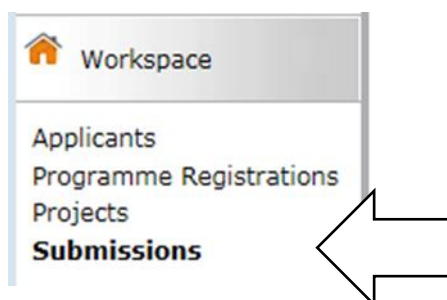 Workspace
Applicants
Programme Registrations
Projects
Submissions